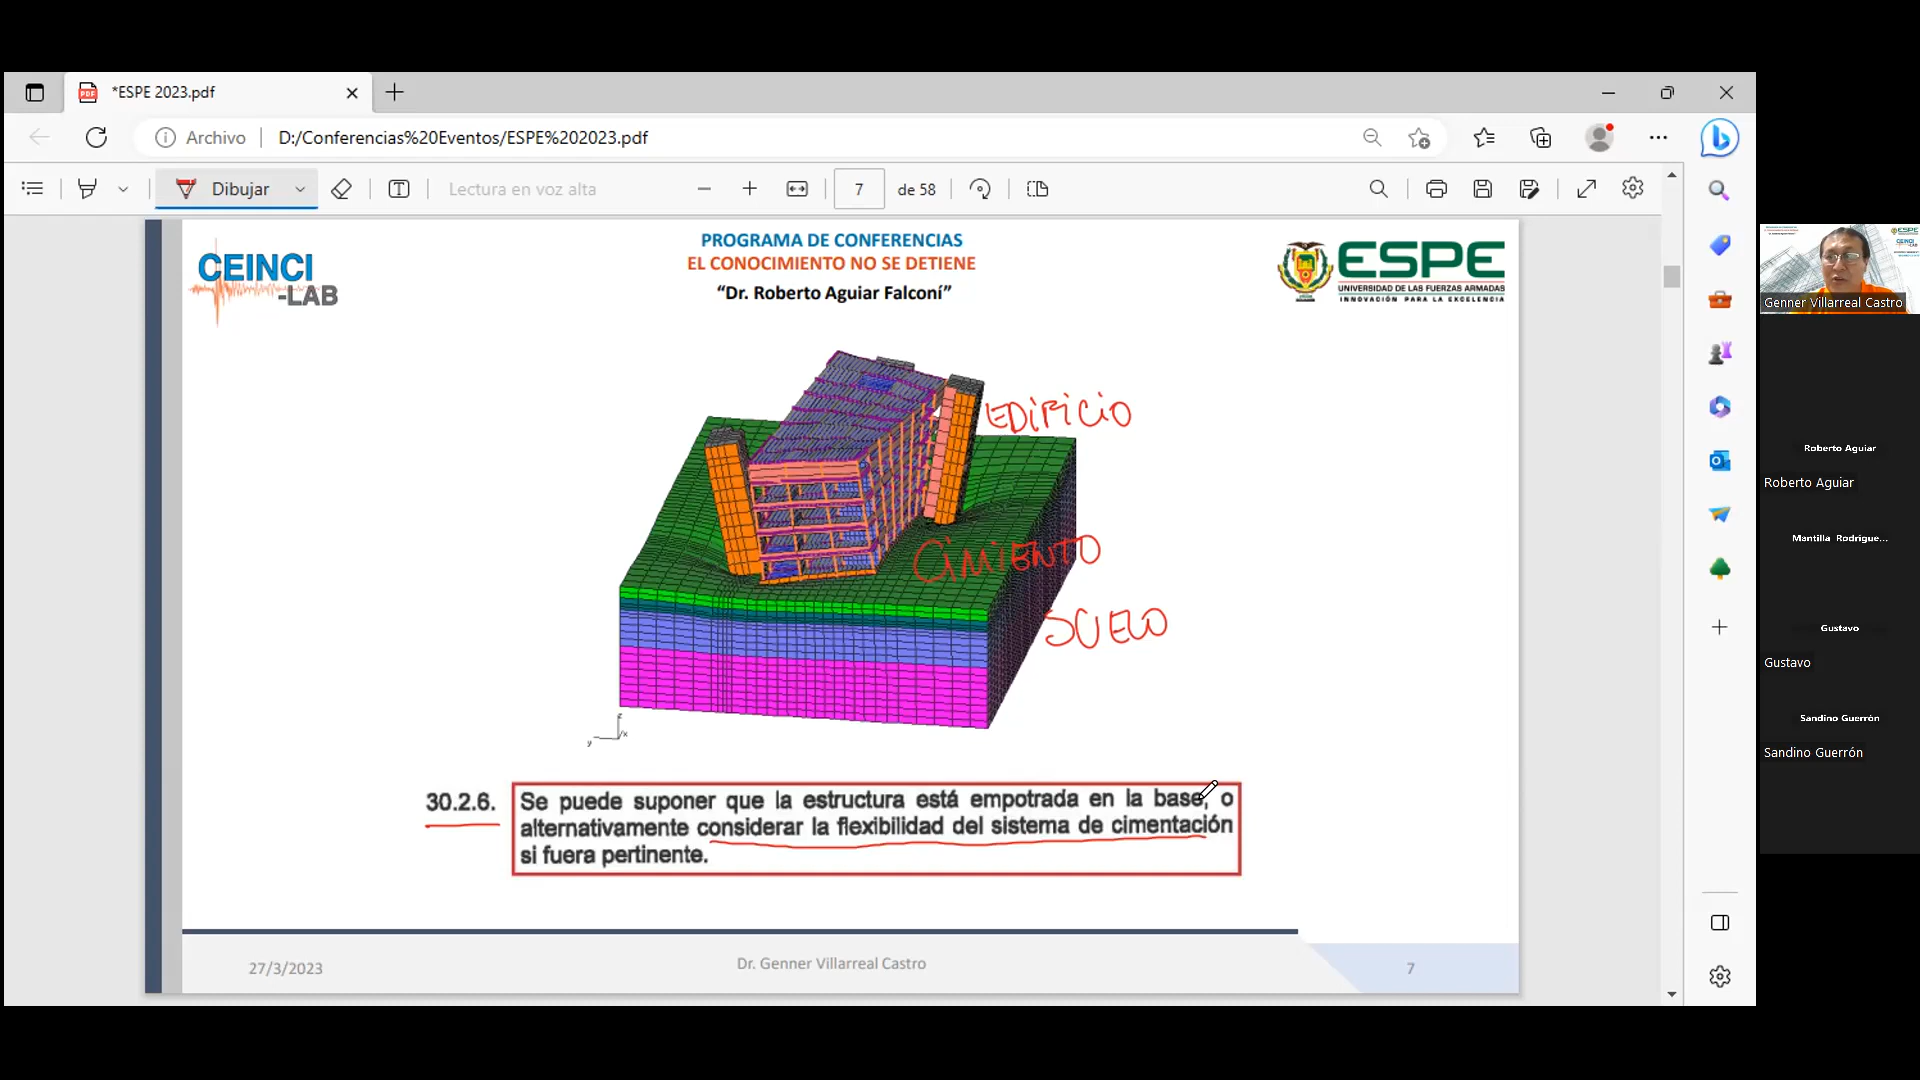 *ESPE 2023.pdf
Archivo
D:/Conferencias%20Eventos/ESPE%202023.pdf
Dibujar
Lectura en voz alta
7
de 58
CEINCI
-LAB
PROGRAMA DE CONFERENCIAS
EL CONOCIMIENTO NO SE DETIENE
“Dr. Roberto Aguiar Falconí”
ESPE
UNIVERSIDAD DE LAS FUERZAS ARMADAS
INNOVACIÓN PARA LA EXCELENCIA
EDIFICIO
CIMIENTO
SUELO
z
y
x
30.2.6.
Se puede suponer que la estructura está empotrada en la base, o
alternativamente considerar la flexibilidad del sistema de cimentación
si fuera pertinente.
27/3/2023
Dr. Genner Villarreal Castro
7
Genner Villarreal Castro
Roberto Aguiar
Roberto Aguiar
Mantilla Rodrigue...
Gustavo
Gustavo
Sandino Guerrón
Sandino Guerrón